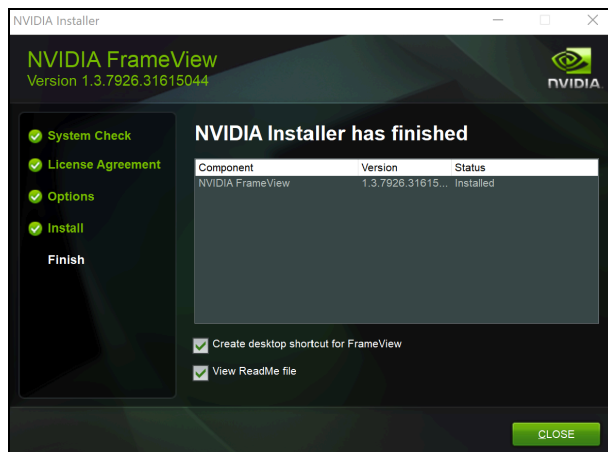 NVIDIA Installer
NVIDIA FrameView
Version 1.3.7926.31615044
NVIDIA.
System Check
License Agreement
Options
Install
Finish
NVIDIA Installer has finished
Component Version Status
NVIDIA FrameView 1.3.7926.31615... Installed
Create desktop shortcut for FrameView
View ReadMe file
CLOSE